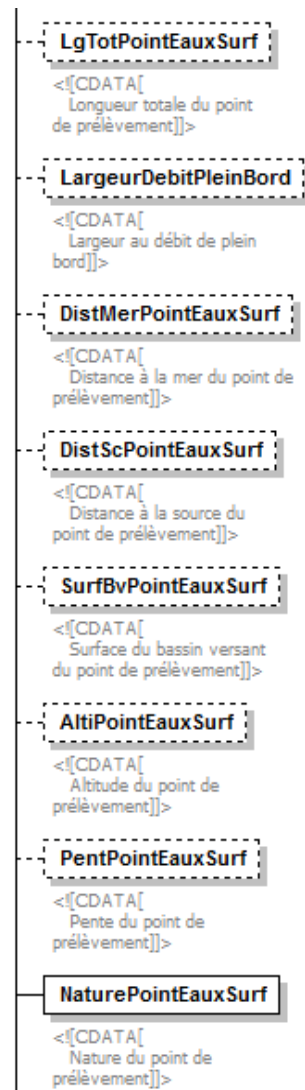 LgTotPointEauxSurf
<![CDATA[
Longueur totale du point
de prélèvement]]>
LargeurDebitPleinBord
<![CDATA[
Largeur au débit de plein
bord]]>
DistMerPointEauxSurf
<![CDATA[
Distance à la mer du point de
prélèvement]]>
DistScPointEauxSurf
<![CDATA[
Distance à la source du
point de prélèvement]]>
SurfBvPointEauxSurf
<![CDATA[
Surface du bassin versant
du point de prélèvement]]>
AltiPointEauxSurf
<![CDATA[
Altitude du point de
prélèvement]]>
PentPointEauxSurf
<![CDATA[
Pente du point de
prélèvement]]>
NaturePointEauxSurf
<![CDATA[
Nature du point de
prélèvement]]>